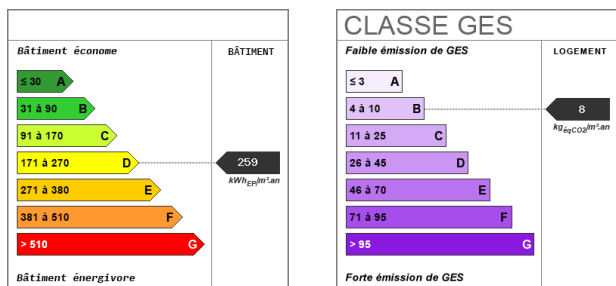 Bâtiment économe
BÂTIMENT
≤ 30 A
31 à 90 B
91 à 170 C
171 à 270 D
259
kWhEP/m².an
271 à 380 E
381 à 510 F
> 510 G
Bâtiment énergivore
CLASSE GES
Faible émission de GES
LOGEMENT
≤ 3 A
4 à 10 B
8
kgéqCO2/m².an
11 à 25 C
26 à 45 D
46 à 70 E
71 à 95 F
> 95 G
Forte émission de GES